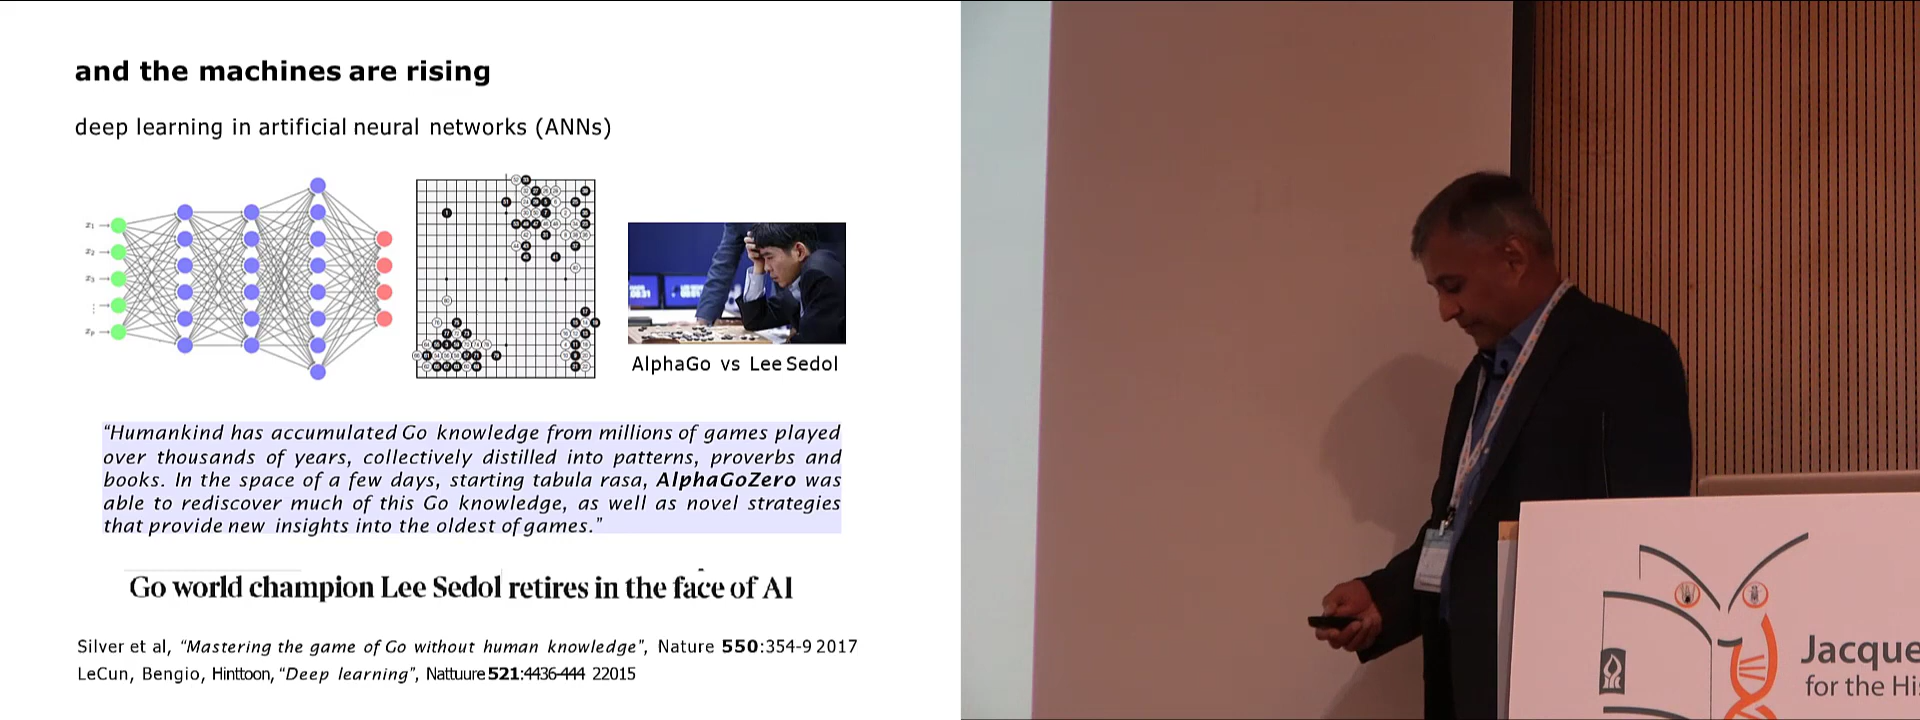 and the machines are rising
deep learning in artificial neural networks (ANNs)
x1
x2
x3
xp
AlphaGo vs Lee Sedol
“Humankind has accumulated Go knowledge from millions of games played
over thousands of years, collectively distilled into patterns, proverbs and
books. In the space of a few days, starting tabula rasa, AlphaGoZero was
able to rediscover much of this Go knowledge, as well as novel strategies
that provide new insights into the oldest of games.”
Go world champion Lee Sedol retires in the face of AI
Silver et al, “Mastering the game of Go without human knowledge”, Nature 550:354-9 2017
LeCun, Bengio, Hinttoon, “Deep learning”, Nattuure 521:4436-444 22015
Jacque
for the His